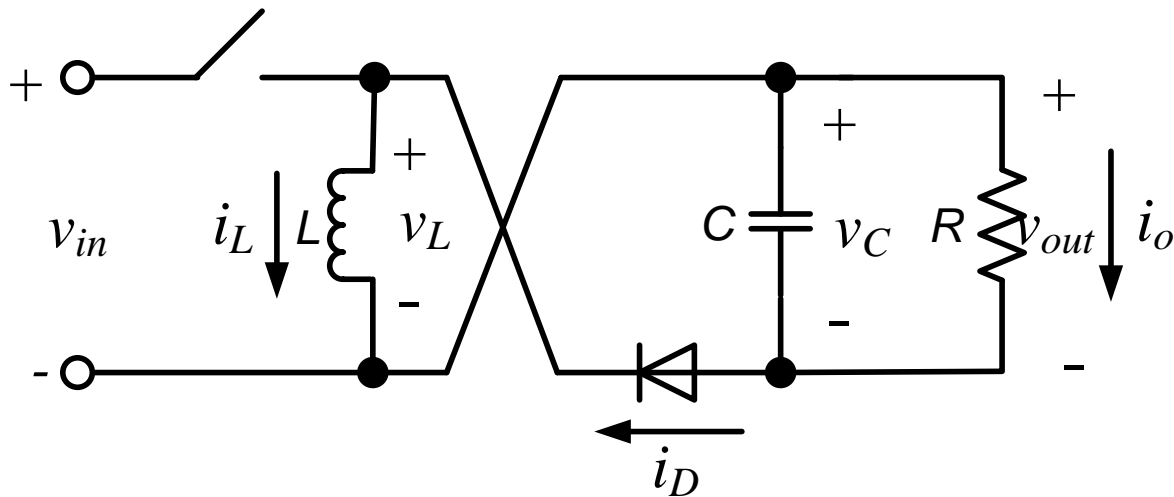 +
+
+
+
v_in
i_L
L
v_L
C
v_C
R
v_out
i_o
-
-
-
-
i_D